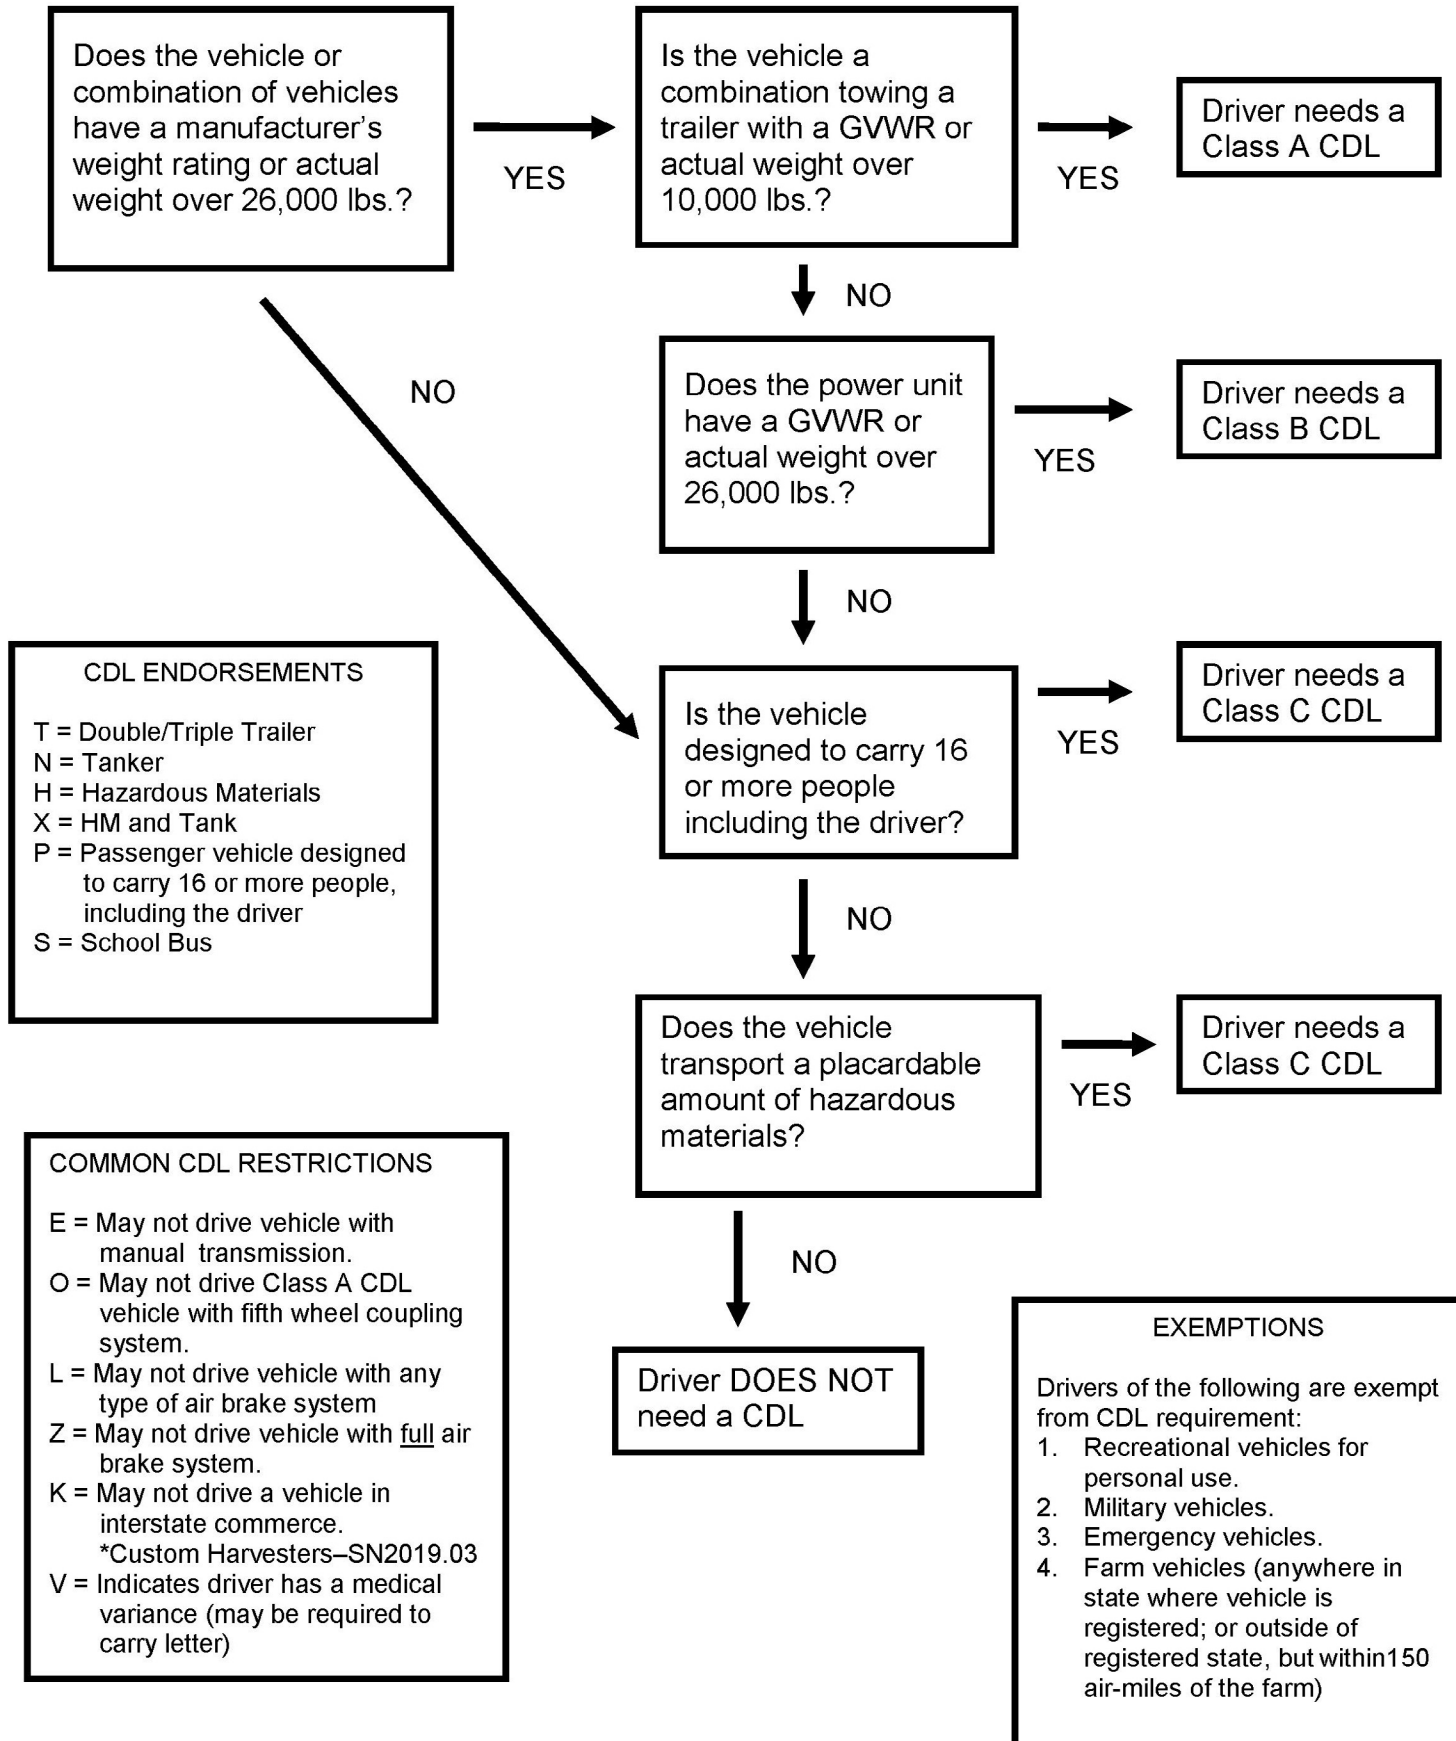 Does the vehicle or
combination of vehicles
have a manufacturer’s
weight rating or actual
weight over 26,000 lbs.?
YES
Is the vehicle a
combination towing a
trailer with a GVWR or
actual weight over
10,000 lbs.?
YES
Driver needs a
Class A CDL
NO
NO
Does the power unit
have a GVWR or
actual weight over
26,000 lbs.?
YES
Driver needs a
Class B CDL
NO
Is the vehicle
designed to carry 16
or more people
including the driver?
YES
Driver needs a
Class C CDL
CDL ENDORSEMENTS
T = Double/Triple Trailer
N = Tanker
H = Hazardous Materials
X = HM and Tank
P = Passenger vehicle designed
to carry 16 or more people,
including the driver
S = School Bus
NO
Does the vehicle
transport a placardable
amount of hazardous
materials?
YES
Driver needs a
Class C CDL
NO
Driver DOES NOT
need a CDL
COMMON CDL RESTRICTIONS
E = May not drive vehicle with
manual  transmission.
O = May not drive Class A CDL
vehicle with fifth wheel coupling
system.
L = May not drive vehicle with any
type of air brake system
Z = May not drive vehicle with full air
brake system.
K = May not drive a vehicle in
interstate commerce.
*Custom Harvesters–SN2019.03
V = Indicates driver has a medical
variance (may be required to
carry letter)
EXEMPTIONS
Drivers of the following are exempt
from CDL requirement:
1. Recreational vehicles for
personal use.
2. Military vehicles.
3. Emergency vehicles.
4. Farm vehicles (anywhere in
state where vehicle is
registered; or outside of
registered state, but within150
air-miles of the farm)